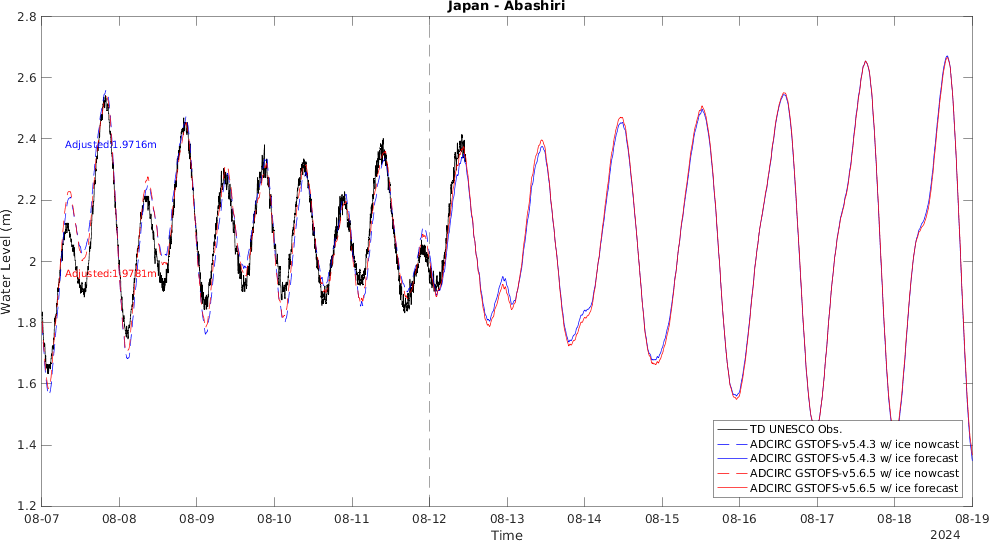 Japan - Abashiri
2.8
2.6
2.4
2.2
2
1.8
1.6
1.4
1.2
Water Level (m)
Adjusted:1.9716m
Adjusted:1.9781m
TD UNESCO Obs.
ADCIRC GSTOFS-v5.4.3 w/ ice nowcast
ADCIRC GSTOFS-v5.4.3 w/ ice forecast
ADCIRC GSTOFS-v5.6.5 w/ ice nowcast
ADCIRC GSTOFS-v5.6.5 w/ ice forecast
08-07 08-08 08-09 08-10 08-11 08-12 08-13 08-14 08-15 08-16 08-17 08-18 08-19
Time
2024